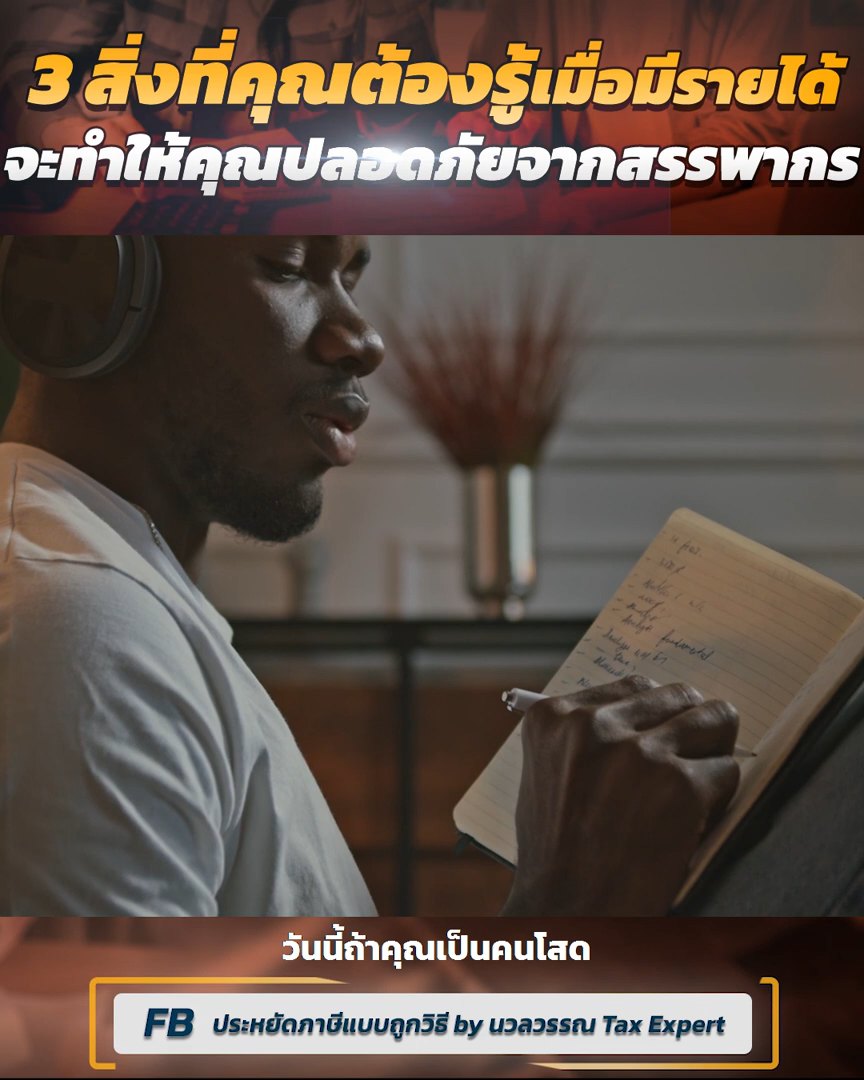 3 สิ่งที่คุณต้องรู้เมื่อมีรายได้
จะทำให้คุณปลอดภัยจากสรรพากร
วันนี้ถ้าคุณเป็นคนโสด
FB ประหยัดภาษีแบบถูกวิธี by นวลวรรณ Tax Expert